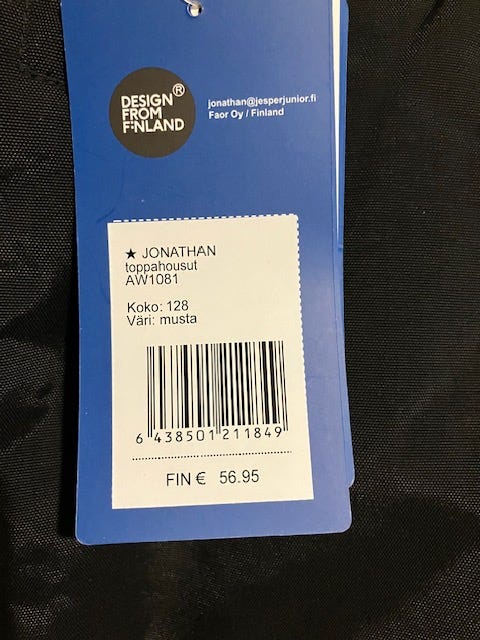 DESIGN®
FROM
FINLAND
jonathan@jesperjunior.fi
Faor Oy / Finland
★ JONATHAN
toppahousut
AW1081
Koko: 128
Väri: musta
6 438501 211849
FIN € 56.95